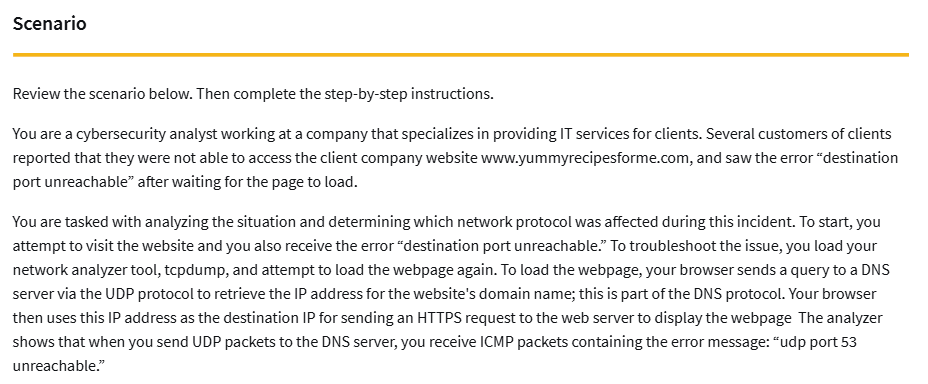 Scenario
Review the scenario below. Then complete the step-by-step instructions.
You are a cybersecurity analyst working at a company that specializes in providing IT services for clients. Several customers of clients
reported that they were not able to access the client company website www.yummyrecipesforme.com, and saw the error “destination
port unreachable” after waiting for the page to load.
You are tasked with analyzing the situation and determining which network protocol was affected during this incident. To start, you
attempt to visit the website and you also receive the error “destination port unreachable.” To troubleshoot the issue, you load your
network analyzer tool, tcpdump, and attempt to load the webpage again. To load the webpage, your browser sends a query to a DNS
server via the UDP protocol to retrieve the IP address for the website's domain name; this is part of the DNS protocol. Your browser
then uses this IP address as the destination IP for sending an HTTPS request to the web server to display the webpage  The analyzer
shows that when you send UDP packets to the DNS server, you receive ICMP packets containing the error message: “udp port 53
unreachable.”